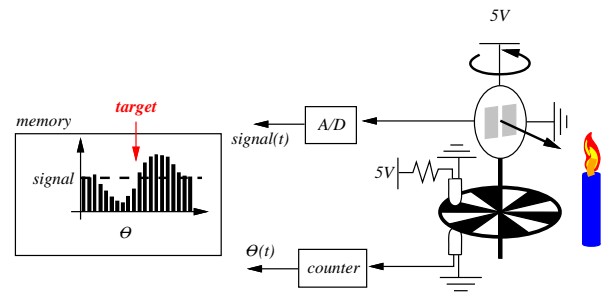 5V
target
memory
A/D
signal(t)
signal
5V
ϴ
ϴ(t)
counter